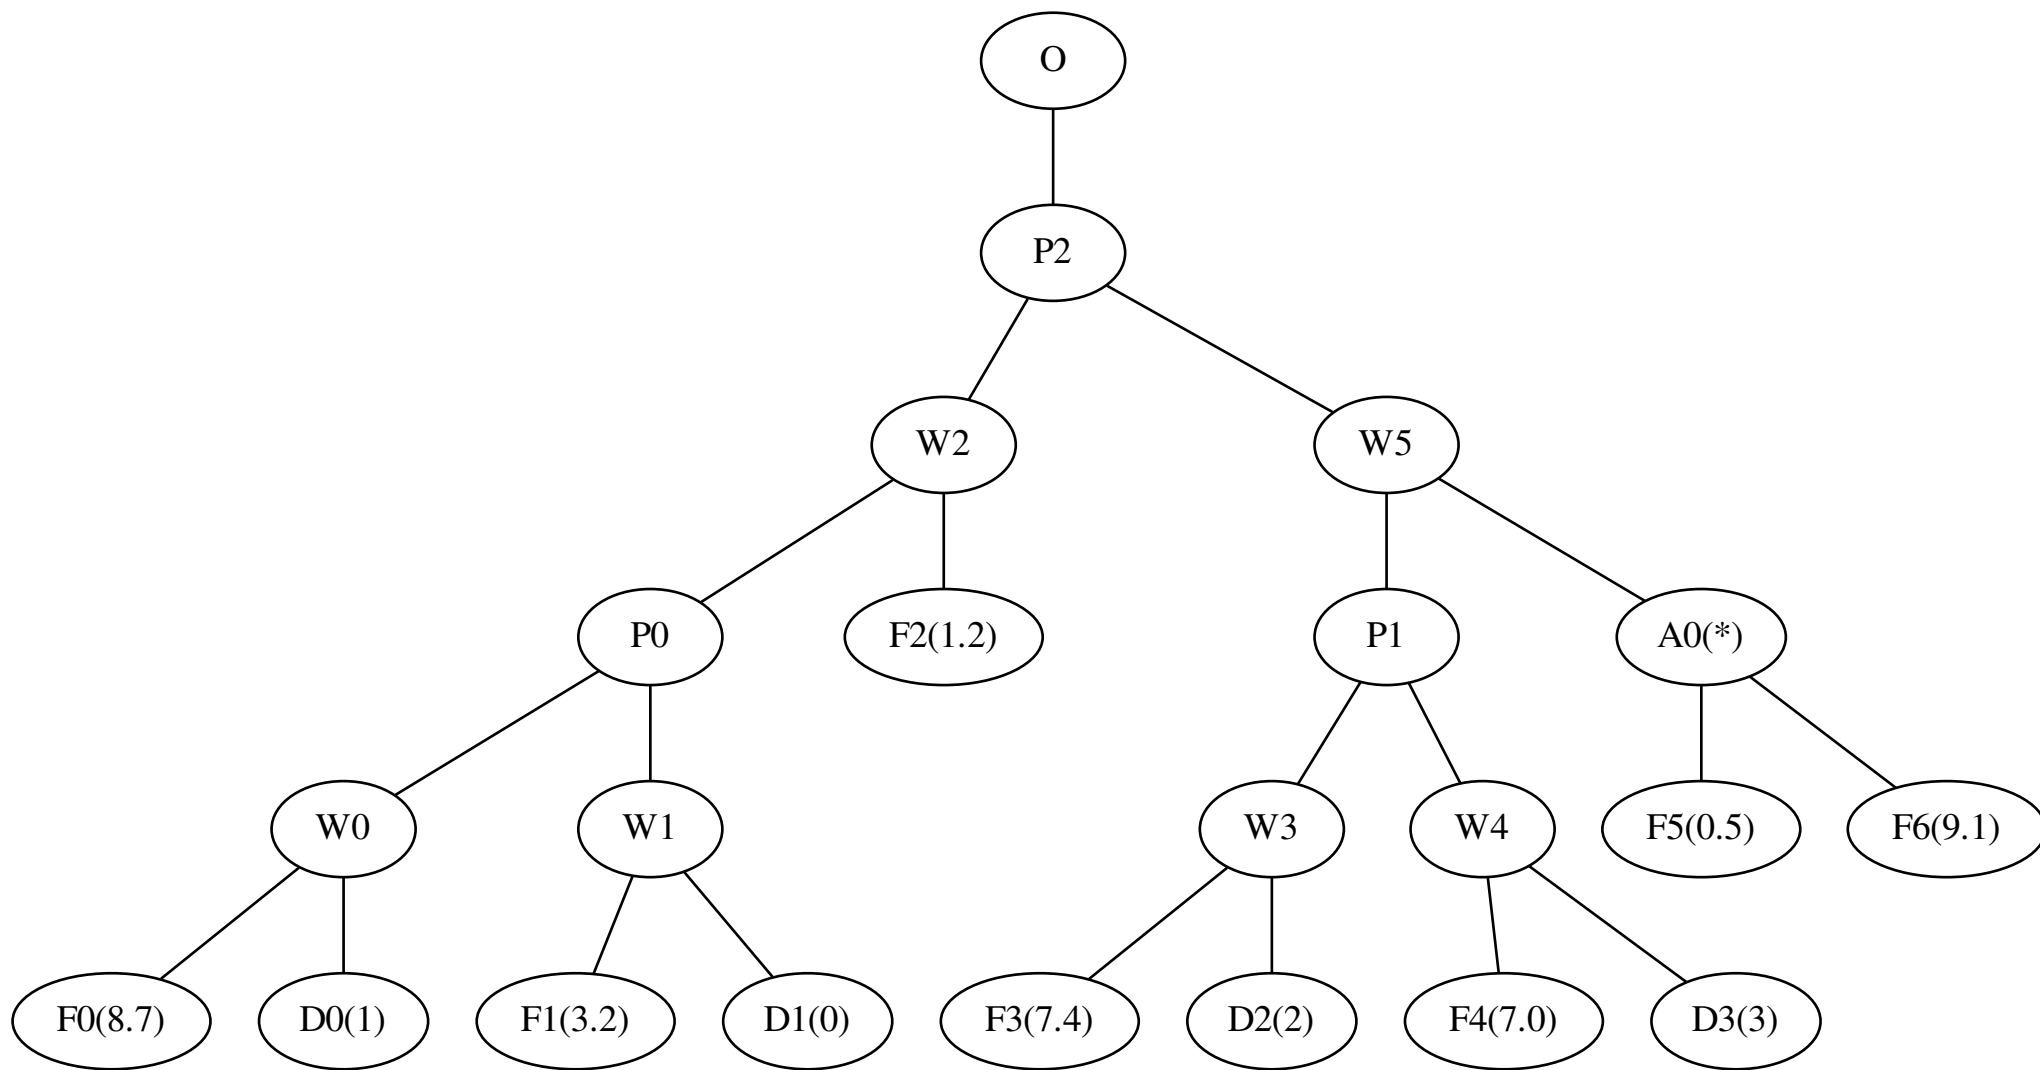 O
P2
W2
W5
P0
F2(1.2)
P1
A0(*)
W0
W1
W3
W4
F5(0.5)
F6(9.1)
F0(8.7)
D0(1)
F1(3.2)
D1(0)
F3(7.4)
D2(2)
F4(7.0)
D3(3)